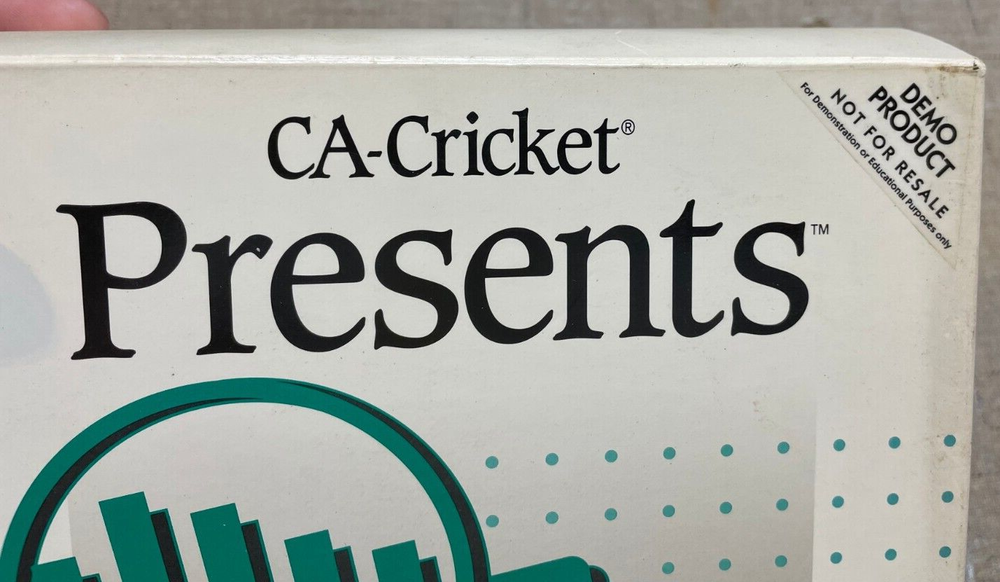 CA-Cricket®
Presents™
DEMO
PRODUCT
NOT FOR RESALE
For Demonstration or Educational Purposes only